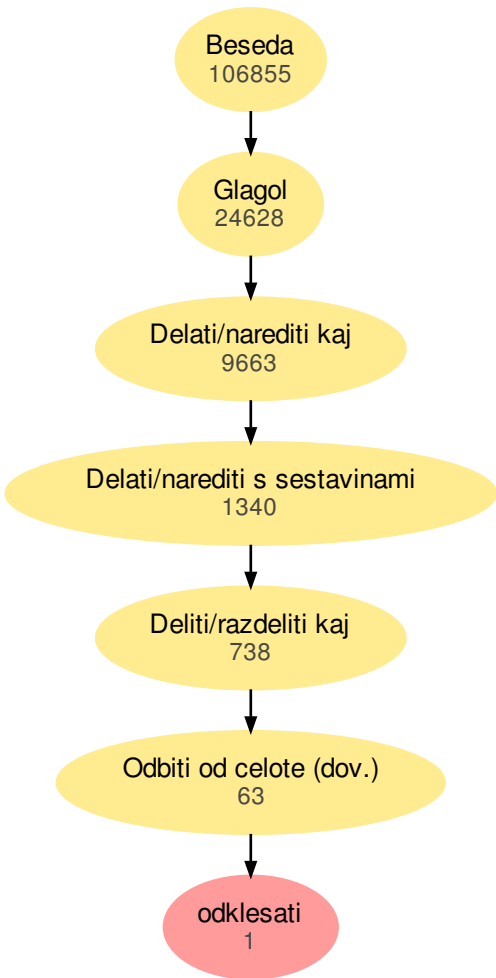 Beseda
106855
Glagol
24628
Delati/narediti kaj
9663
Delati/narediti s sestavinami
1340
Deliti/razdeliti kaj
738
Odbiti od celote (dov.)
63
odklesati
1